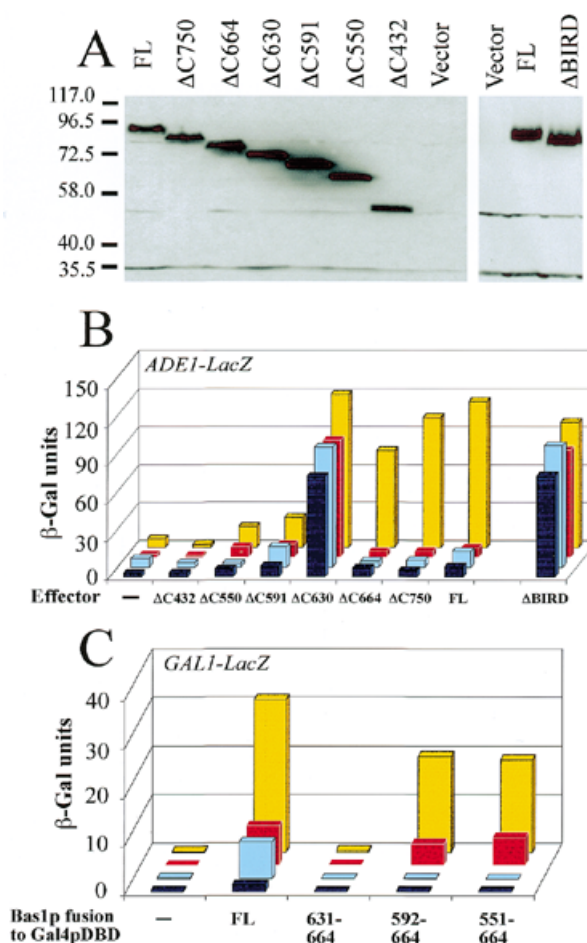 A
FL
ΔC750
ΔC664
ΔC630
ΔC591
ΔC550
ΔC432
Vector
Vector
FL
ΔBIRD
117.0
96.5
72.5
58.0
40.0
35.5
B
ADE1-LacZ
150
120
90
60
30
0
β-Gal units
Effector
— ΔC432 ΔC550 ΔC591 ΔC630 ΔC664 ΔC750 FL ΔBIRD
C
GAL1-LacZ
40
30
20
10
0
β-Gal units
Bas1p fusion — FL 631- 592- 551-
to Gal4pDBD 664 664 664